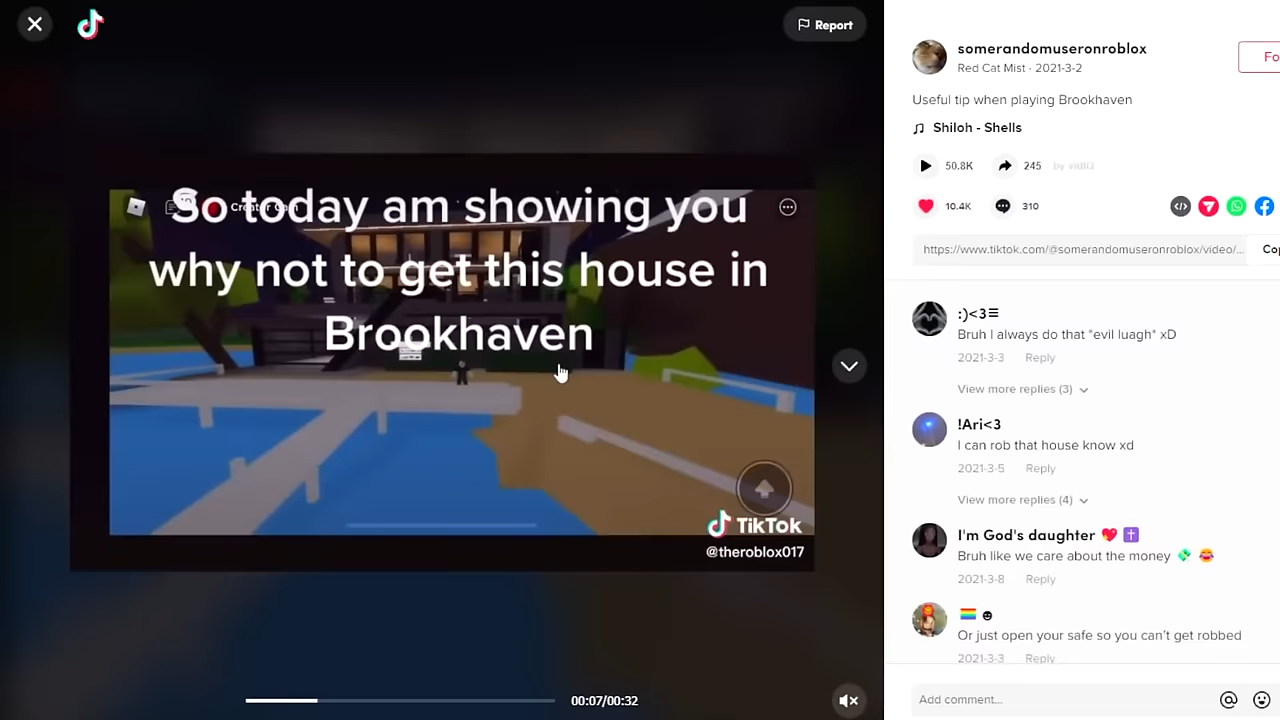 Report
So today am showing you
why not to get this house in
Brookhaven
TikTok
@theroblox017
00:07/00:32
somerandomuseronroblox
Red Cat Mist · 2021-3-2
Fo
Useful tip when playing Brookhaven
Shiloh - Shells
50.8K 245 by vidIQ
10.4K 310
https://www.tiktok.com/@somerandomuseronroblox/video/... Cop
:)<3☰
Bruh I always do that *evil luagh* xD
2021-3-3 Reply
View more replies (3)
!Ari<3
I can rob that house know xd
2021-3-5 Reply
View more replies (4)
I'm God's daughter 💖 ✝️
Bruh like we care about the money 💸 😂
2021-3-8 Reply
🏳️‍🌈 ☻
Or just open your safe so you can't get robbed
2021-3-3 Reply
Add comment...